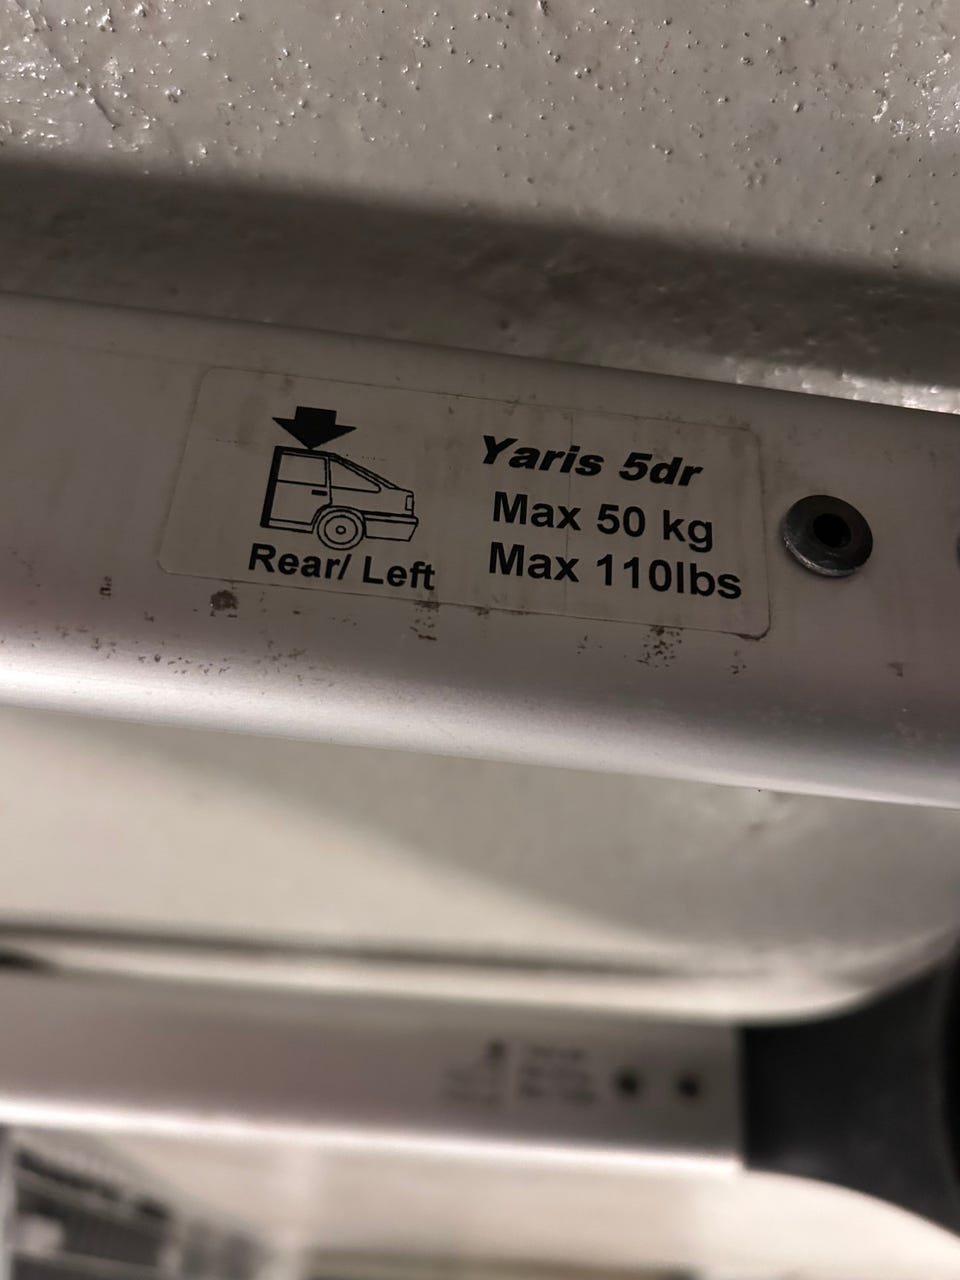 Yaris 5dr
Max 50 kg
Max 110lbs
Rear/ Left